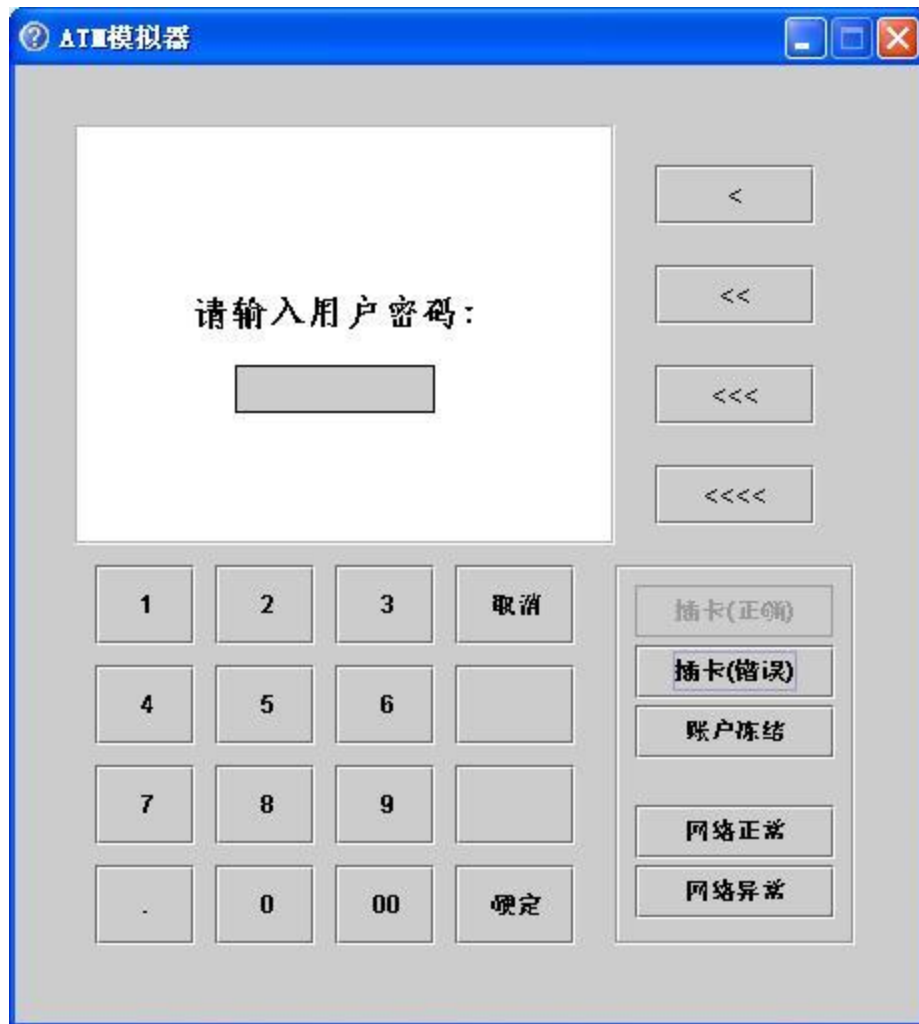 ATM模拟器
<
<<
请输入用户密码:
<<<
<<<<
1 2 3 取消
插卡(正确)
插卡(错误)
4 5 6
账户冻结
7 8 9
网络正常
网络异常
. 0 00 确定